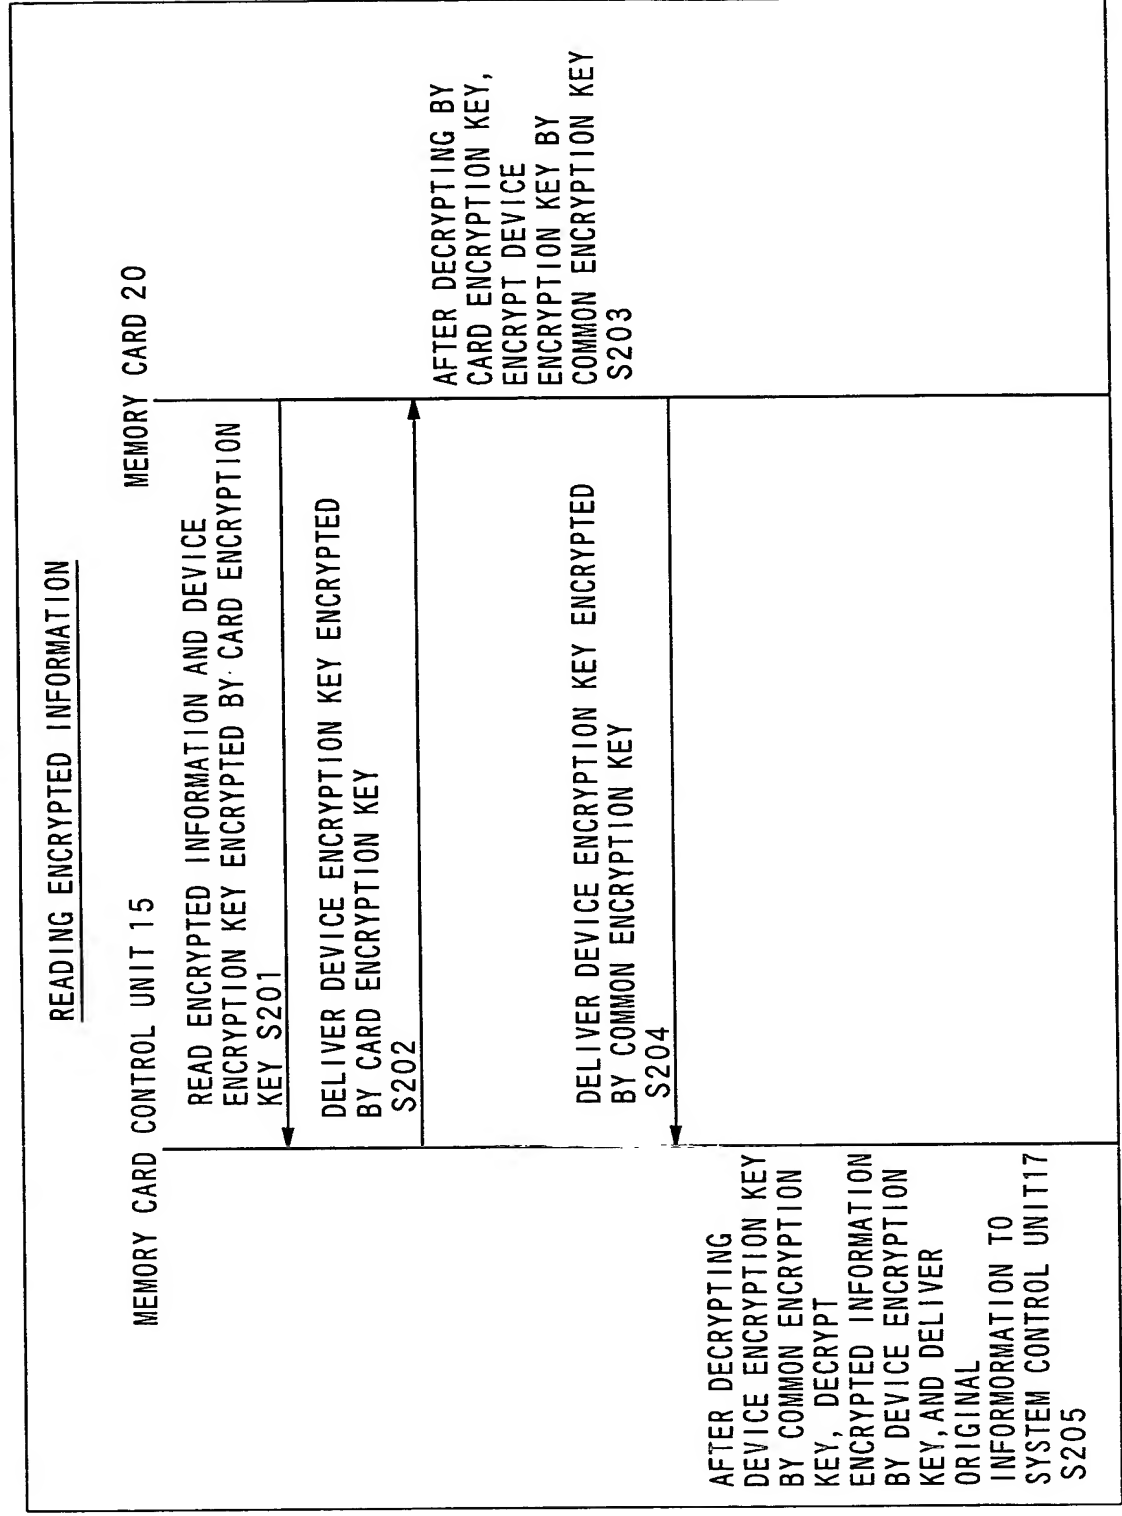 READING ENCRYPTED INFORMATION
MEMORY CARD CONTROL UNIT 15
MEMORY CARD 20
READ ENCRYPTED INFORMATION AND DEVICE
ENCRYPTION KEY ENCRYPTED BY CARD ENCRYPTION
KEY S201
DELIVER DEVICE ENCRYPTION KEY ENCRYPTED
BY CARD ENCRYPTION KEY
S202
AFTER DECRYPTING BY
CARD ENCRYPTION KEY,
ENCRYPT DEVICE
ENCRYPTION KEY BY
COMMON ENCRYPTION KEY
S203
DELIVER DEVICE ENCRYPTION KEY ENCRYPTED
BY COMMON ENCRYPTION KEY
S204
AFTER DECRYPTING
DEVICE ENCRYPTION KEY
BY COMMON ENCRYPTION
KEY, DECRYPT
ENCRYPTED INFORMATION
BY DEVICE ENCRYPTION
KEY,AND DELIVER
ORIGINAL
INFORMORMATION TO
SYSTEM CONTROL UNIT17
S205